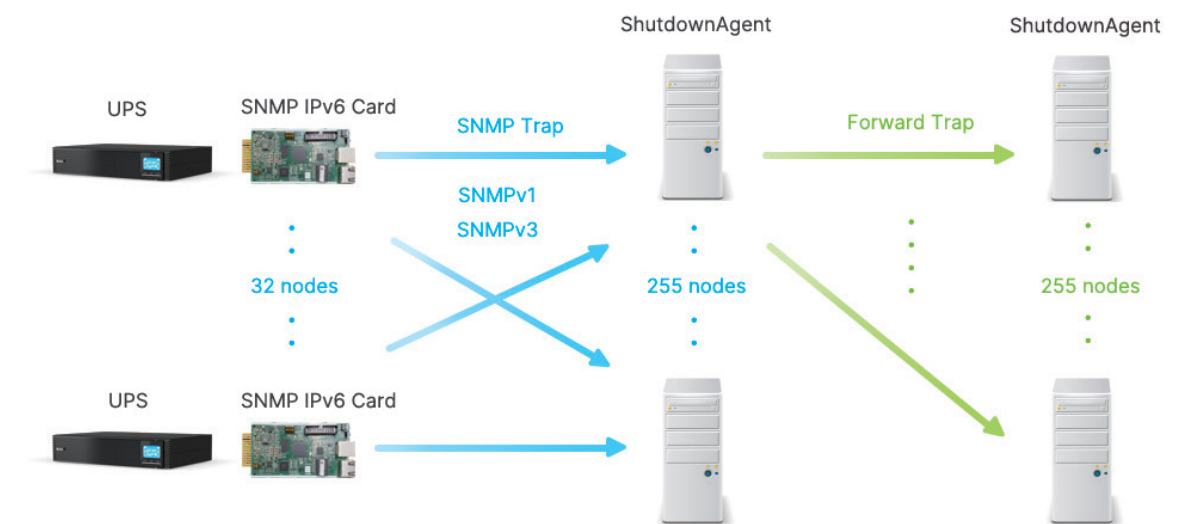 ShutdownAgent
ShutdownAgent
UPS
SNMP IPv6 Card
SNMP Trap
Forward Trap
SNMPv1
SNMPv3
32 nodes
255 nodes
255 nodes
UPS
SNMP IPv6 Card